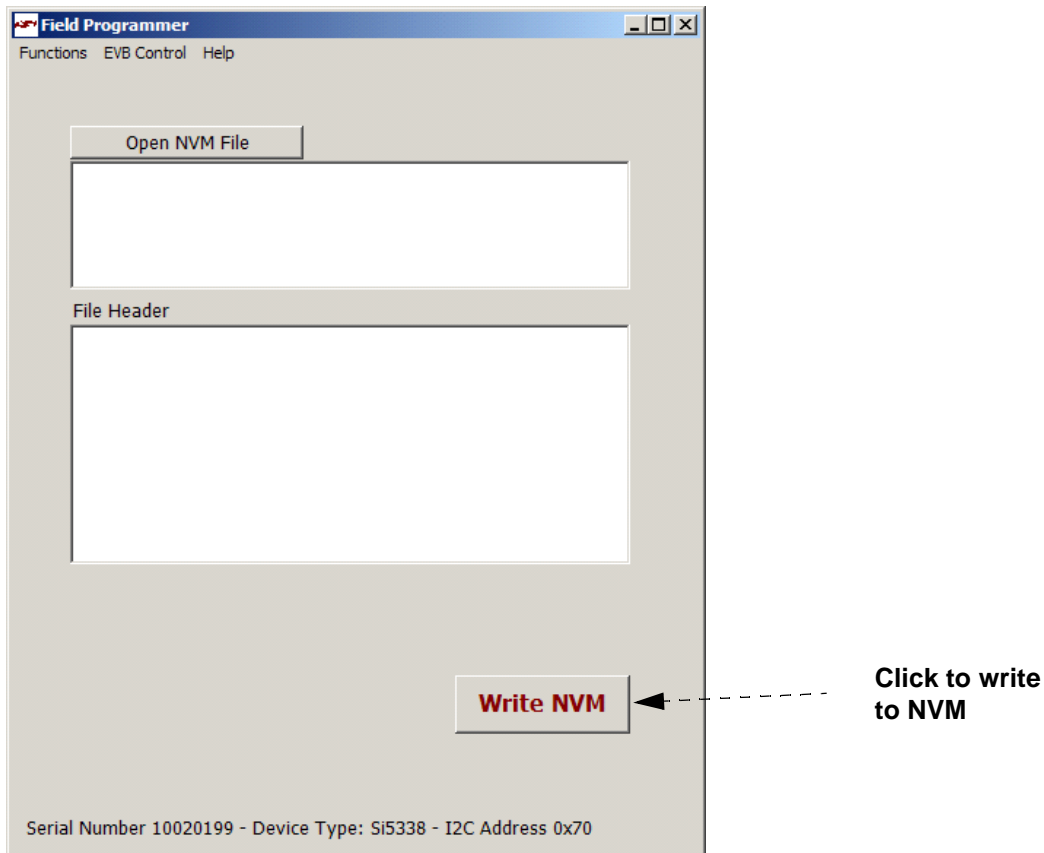 Field Programmer
Functions EVB Control Help
Open NVM File
File Header
Write NVM
Click to write
to NVM
Serial Number 10020199 - Device Type: Si5338 - I2C Address 0x70